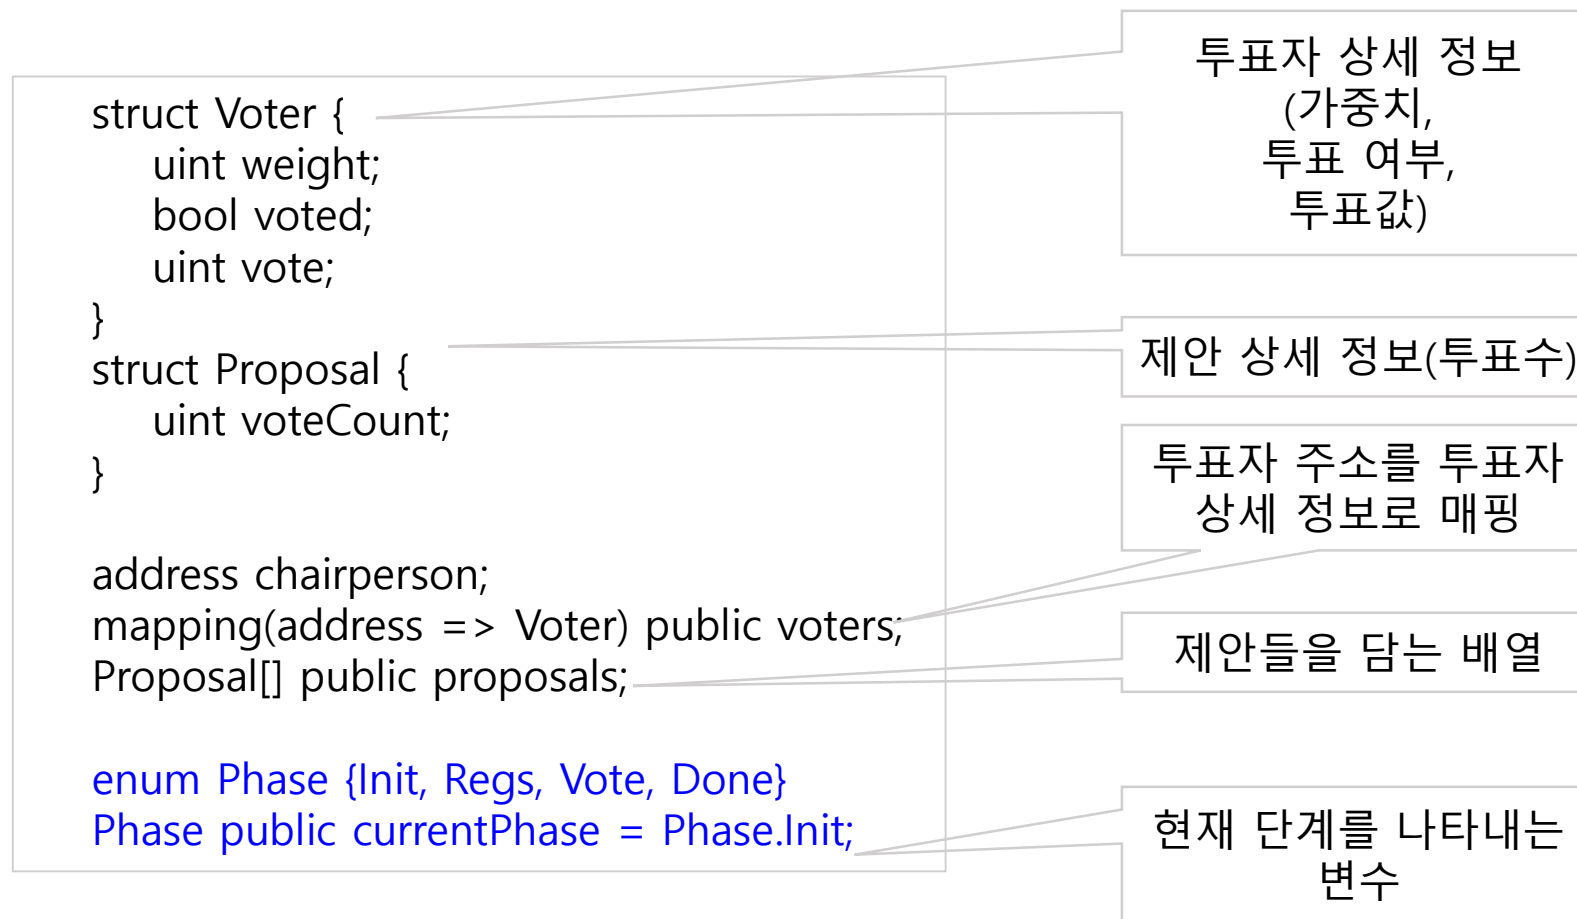 struct Voter {
uint weight;
bool voted;
uint vote;
}
struct Proposal {
uint voteCount;
}
address chairperson;
mapping(address => Voter) public voters;
Proposal[] public proposals;
enum Phase {Init, Regs, Vote, Done}
Phase public currentPhase = Phase.Init;
투표자 상세 정보
(가중치,
투표 여부,
투표값)
제안 상세 정보(투표수)
투표자 주소를 투표자
상세 정보로 매핑
제안들을 담는 배열
현재 단계를 나타내는
변수